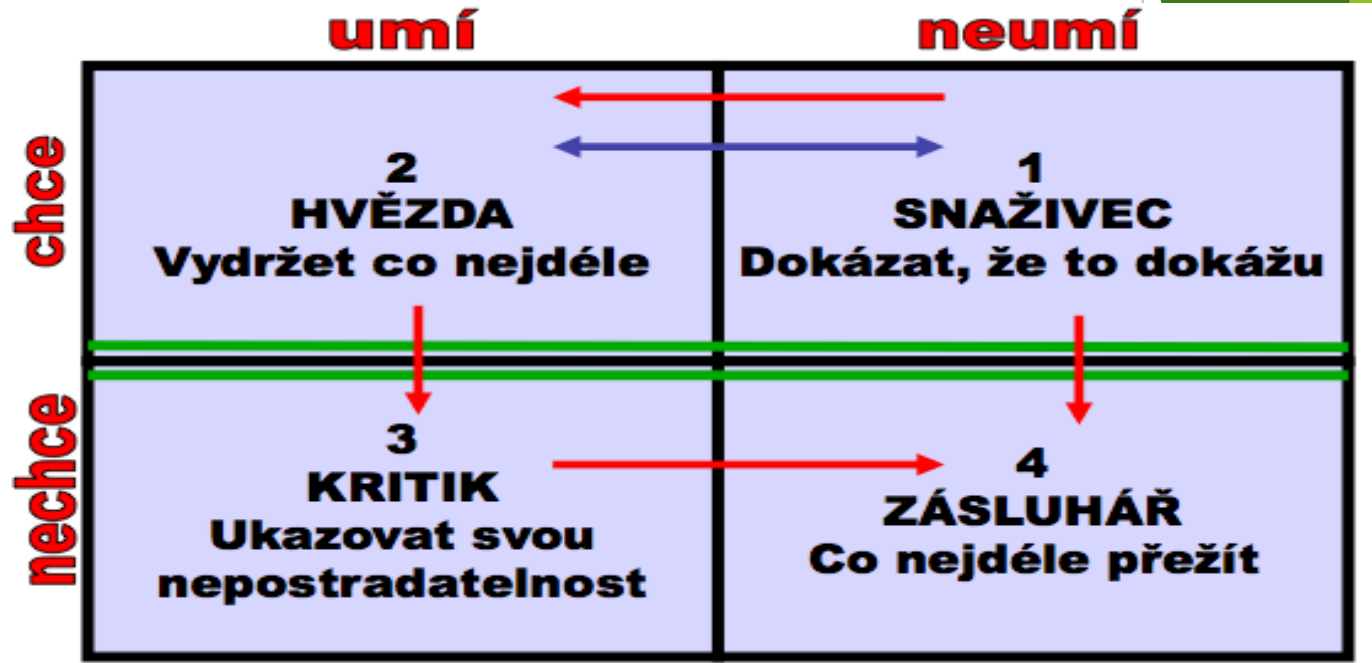 umí
neumí
chce
2
HVĚZDA
Vydržet co nejdéle
1
SNAŽIVEC
Dokázat, že to dokážu
nechce
3
KRITIK
Ukazovat svou
nepostradatelnost
4
ZÁSLUHÁŘ
Co nejdéle přežít